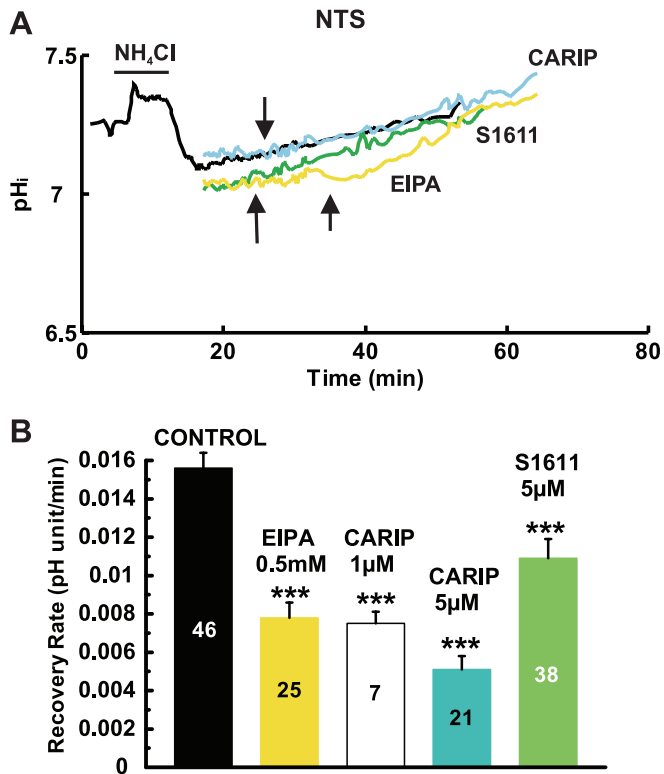 A
NTS
NH₄Cl
CARIP
S1611
EIPA
pHi
7.5
7
6.5
0
20
40
60
80
Time (min)
B
CONTROL
Recovery Rate (pH unit/min)
0.016
0.014
0.012
0.01
0.008
0.006
0.004
0.002
0
EIPA
0.5mM
***
CARIP
1µM
***
CARIP
5µM
***
S1611
5µM
***
46
25
7
21
38